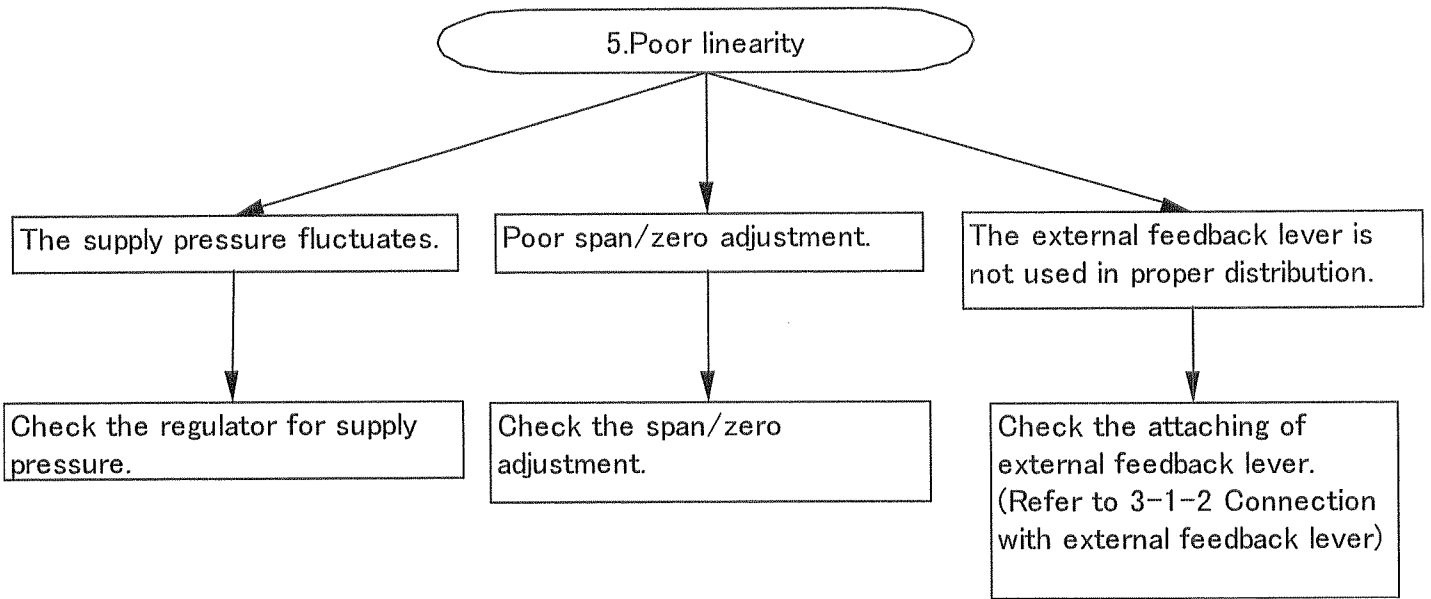 5.Poor linearity
The supply pressure fluctuates.
Poor span/zero adjustment.
The external feedback lever is
not used in proper distribution.
Check the regulator for supply
pressure.
Check the span/zero
adjustment.
Check the attaching of
external feedback lever.
(Refer to 3-1-2 Connection
with external feedback lever)